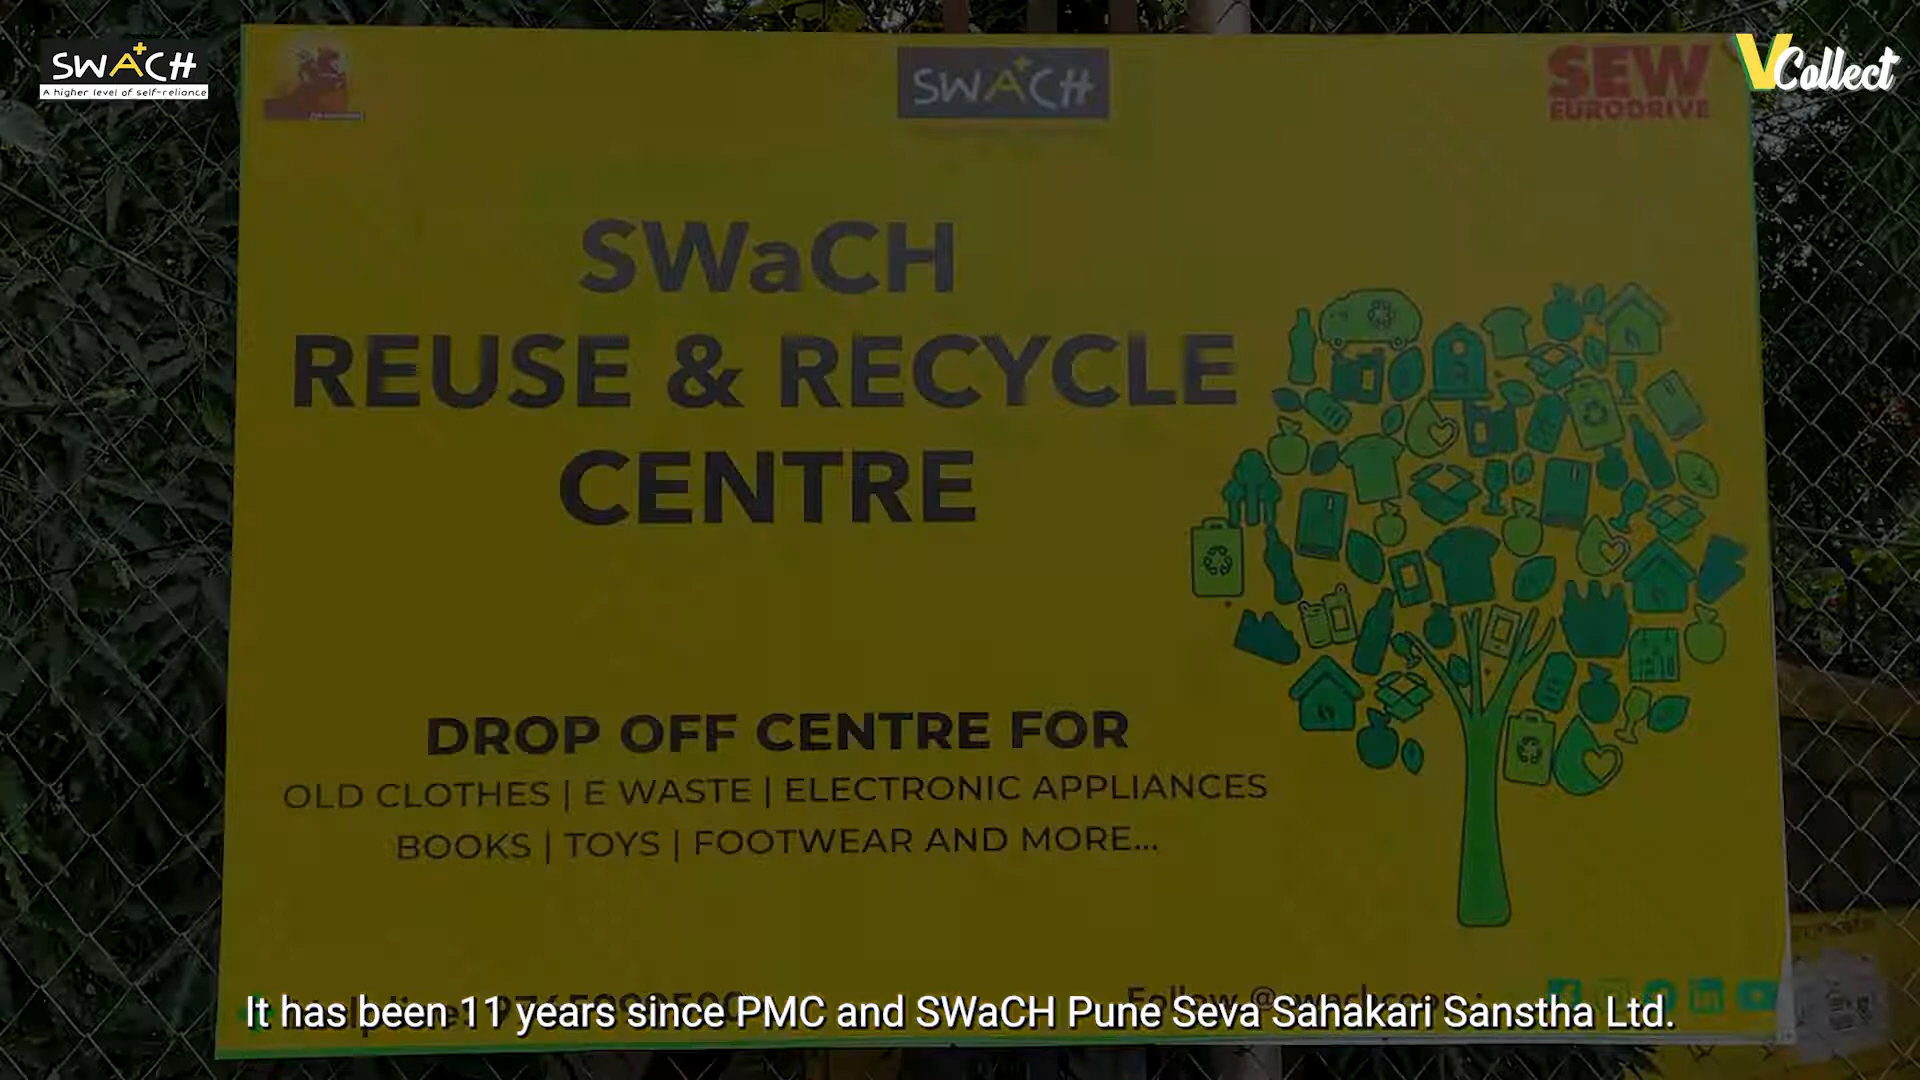 SWACH
A higher level of self-reliance
SWACH
SEW
EURODRIVE
VCollect
SWaCH
REUSE & RECYCLE
CENTRE
DROP OFF CENTRE FOR
OLD CLOTHES | E WASTE | ELECTRONIC APPLIANCES
BOOKS | TOYS | FOOTWEAR AND MORE...
It has been 11 years since PMC and SWaCH Pune Seva Sahakari Sanstha Ltd.